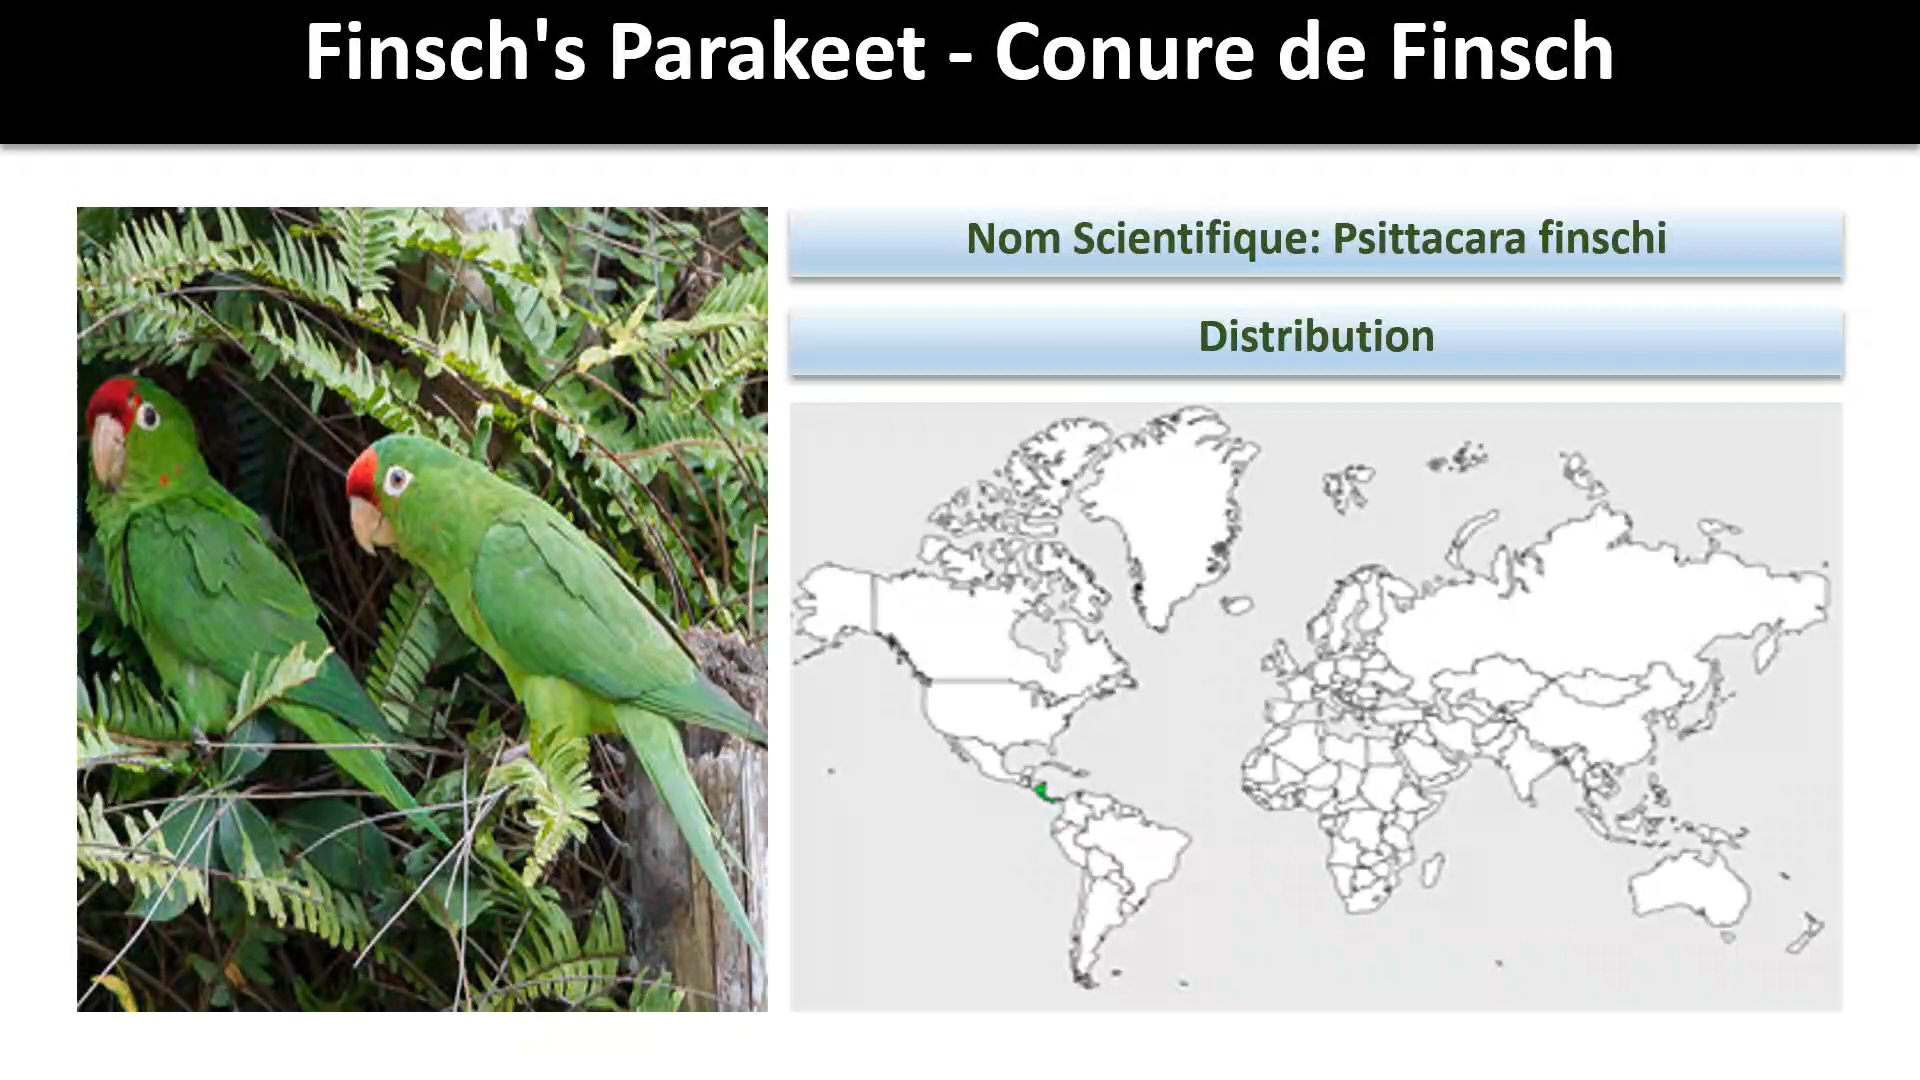 Finsch's Parakeet - Conure de Finsch
Nom Scientifique: Psittacara finschi
Distribution